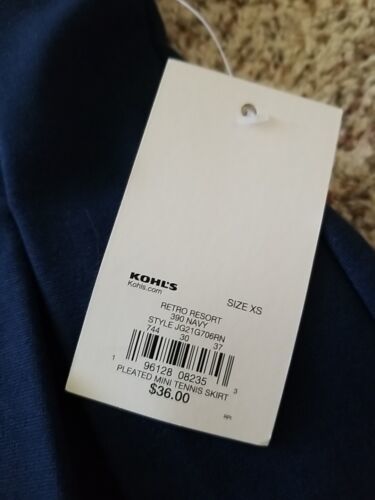 KOHL'S
Kohls.com
SIZE XS
RETRO RESORT
390 NAVY
STYLE JG21G706RN
744 30 37
1 96128 08235 3
PLEATED MINI TENNIS SKIRT
$36.00
RPI